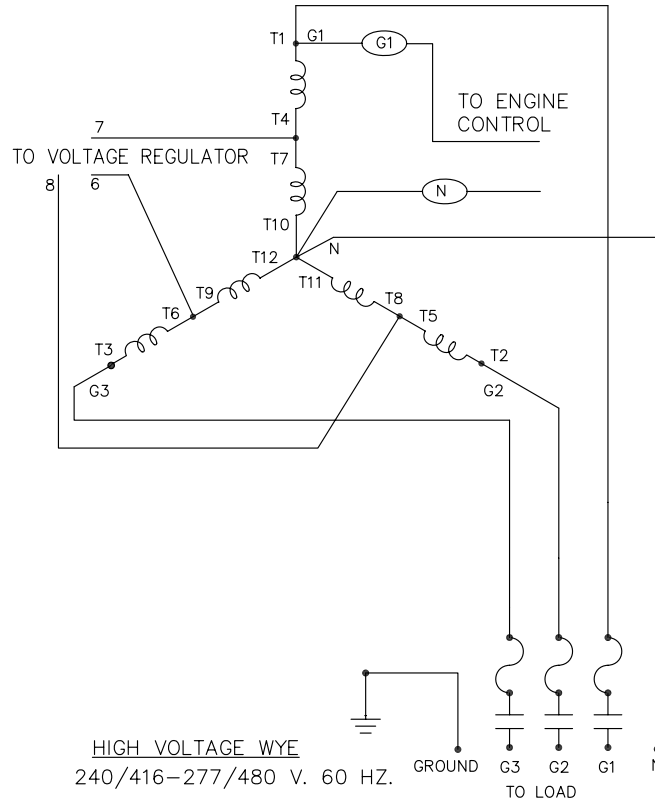 T1 G1
G1
TO ENGINE
CONTROL
T4
7
TO VOLTAGE REGULATOR
T7
8 6
N
T10
N
T12
T11
T9
T8
T6
T5
T3
T2
G3
G2
HIGH VOLTAGE WYE
240/416-277/480 V. 60 HZ.
GROUND G3 G2 G1
TO LOAD